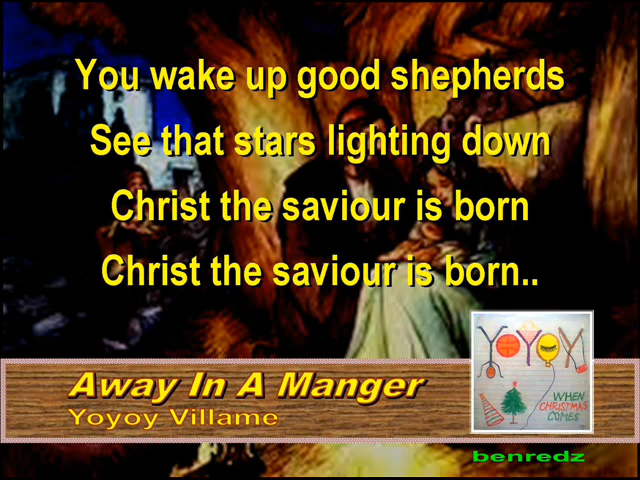 You wake up good shepherds
See that stars lighting down
Christ the saviour is born
Christ the saviour is born..
Away In A Manger
Yoyoy Villame
YOYOY
WHEN
CHRISTMAS
COMES
benredz